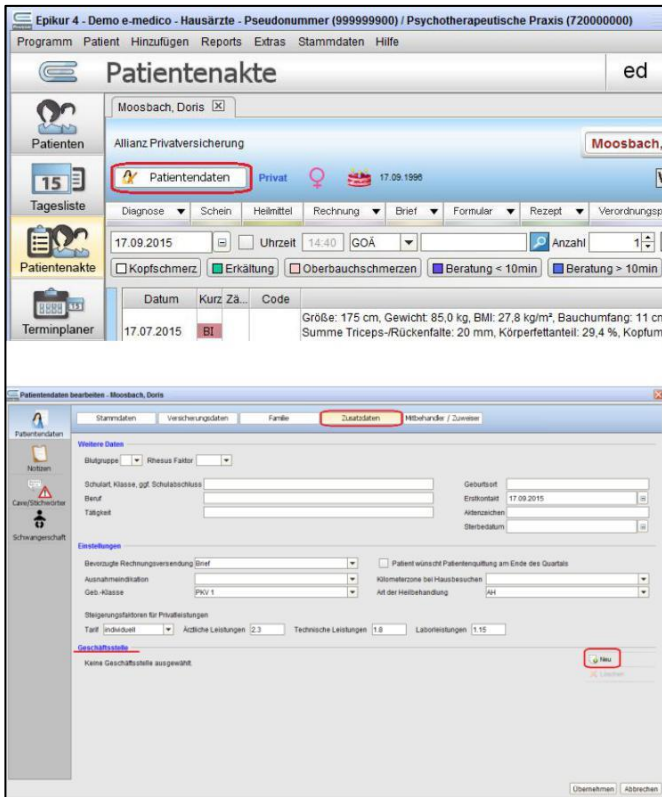 Epikur 4 - Demo e-medico - Hausärzte - Pseudonummer (999999900) / Psychotherapeutische Praxis (720000000)
Programm Patient Hinzufügen Reports Extras Stammdaten Hilfe
Patientenakte ed
Moosbach, Doris
Patienten
Allianz Privatversicherung Moosbach,
Patientendaten Privat 17.09.1996
15
Tagesliste
Diagnose Schein Heilmittel Rechnung Brief Formular Rezept Verordnungsp
17.09.2015 Uhrzeit 14:40 GOÄ Anzahl 1
Patientenakte
Kopfschmerz Erkältung Oberbauchschmerzen Beratung < 10min Beratung > 10min
Datum Kurz Zä... Code
Größe: 175 cm, Gewicht: 85,0 kg, BMI: 27,8 kg/m², Bauchumfang: 11 cm
17.07.2015 BI Summe Triceps-/Rückenfalte: 20 mm, Körperfettanteil: 29,4 %, Kopfum
Terminplaner
Patientendaten bearbeiten - Moosbach, Doris
Stammdaten Versicherungsdaten Familie Zusatzdaten Mitbehandler / Zuweiser
Patientendaten
Weitere Daten
Blutgruppe Rhesus Faktor
Notizen
Schulart, Klasse, ggf. Schulabschluss Geburtsort
Beruf Erstkontakt 17.09.2015
Cave/Stichwörter
Tätigkeit Aktenzeichen
Sterbedatum
Schwangerschaft
Einstellungen
Bevorzugte Rechnungsversendung Brief Patient wünscht Patientenquittung am Ende des Quartals
Ausnahmeindikation Kilometerzone bei Hausbesuchen
Geb.-Klasse PKV 1 Art der Heilbehandlung AH
Steigerungsfaktoren für Privatleistungen
Tarif individuell Ärztliche Leistungen 2.3 Technische Leistungen 1.8 Laborleistungen 1.15
Geschäftsstelle
Keine Geschäftsstelle ausgewählt. Neu
Löschen
Übernehmen Abbrechen